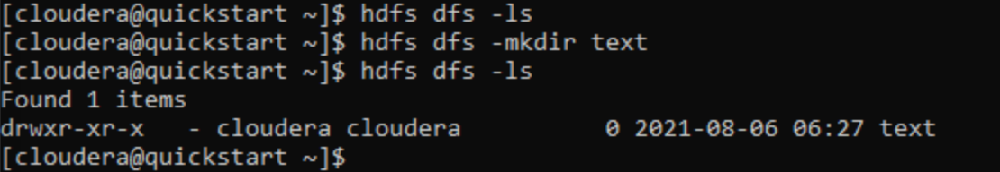 [cloudera@quickstart ~]$ hdfs dfs -ls
[cloudera@quickstart ~]$ hdfs dfs -mkdir text
[cloudera@quickstart ~]$ hdfs dfs -ls
Found 1 items
drwxr-xr-x   - cloudera cloudera          0 2021-08-06 06:27 text
[cloudera@quickstart ~]$